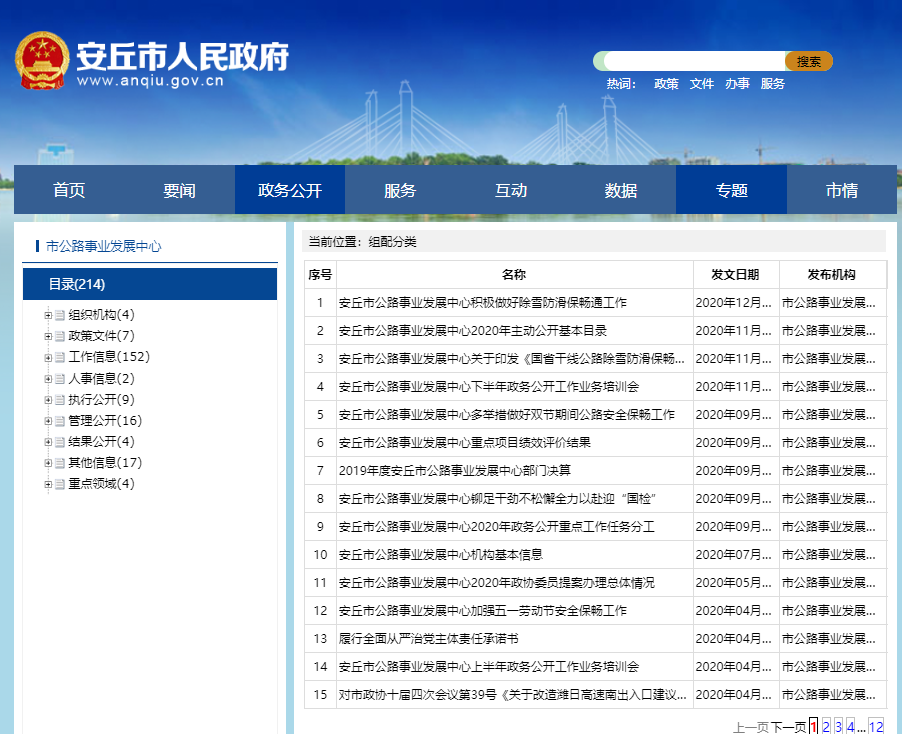 安丘市人民政府
www.anqiu.gov.cn
搜索
热词： 政策 文件 办事 服务
首页 要闻 政务公开 服务 互动 数据 专题 市情
市公路事业发展中心
目录(214)
组织机构(4)
政策文件(7)
工作信息(152)
人事信息(2)
执行公开(9)
管理公开(16)
结果公开(4)
其他信息(17)
重点领域(4)
当前位置：组配分类
序号 名称 发文日期 发布机构
1 安丘市公路事业发展中心积极做好除雪防滑保畅通工作 2020年12月... 市公路事业发展...
2 安丘市公路事业发展中心2020年主动公开基本目录 2020年11月... 市公路事业发展...
3 安丘市公路事业发展中心关于印发《国省干线公路除雪防滑保畅... 2020年11月... 市公路事业发展...
4 安丘市公路事业发展中心下半年政务公开工作业务培训会 2020年11月... 市公路事业发展...
5 安丘市公路事业发展中心多举措做好双节期间公路安全保畅工作 2020年09月... 市公路事业发展...
6 安丘市公路事业发展中心重点项目绩效评价结果 2020年09月... 市公路事业发展...
7 2019年度安丘市公路事业发展中心部门决算 2020年09月... 市公路事业发展...
8 安丘市公路事业发展中心铆足干劲不松懈全力以赴迎“国检” 2020年09月... 市公路事业发展...
9 安丘市公路事业发展中心2020年政务公开重点工作任务分工 2020年09月... 市公路事业发展...
10 安丘市公路事业发展中心机构基本信息 2020年07月... 市公路事业发展...
11 安丘市公路事业发展中心2020年政协委员提案办理总体情况 2020年05月... 市公路事业发展...
12 安丘市公路事业发展中心加强五一劳动节安全保畅工作 2020年04月... 市公路事业发展...
13 履行全面从严治党主体责任承诺书 2020年04月... 市公路事业发展...
14 安丘市公路事业发展中心上半年政务公开工作业务培训会 2020年04月... 市公路事业发展...
15 对市政协十届四次会议第39号《关于改造潍日高速南出入口建议... 2020年04月... 市公路事业发展...
上一页 下一页 1 2 3 4 ... 12